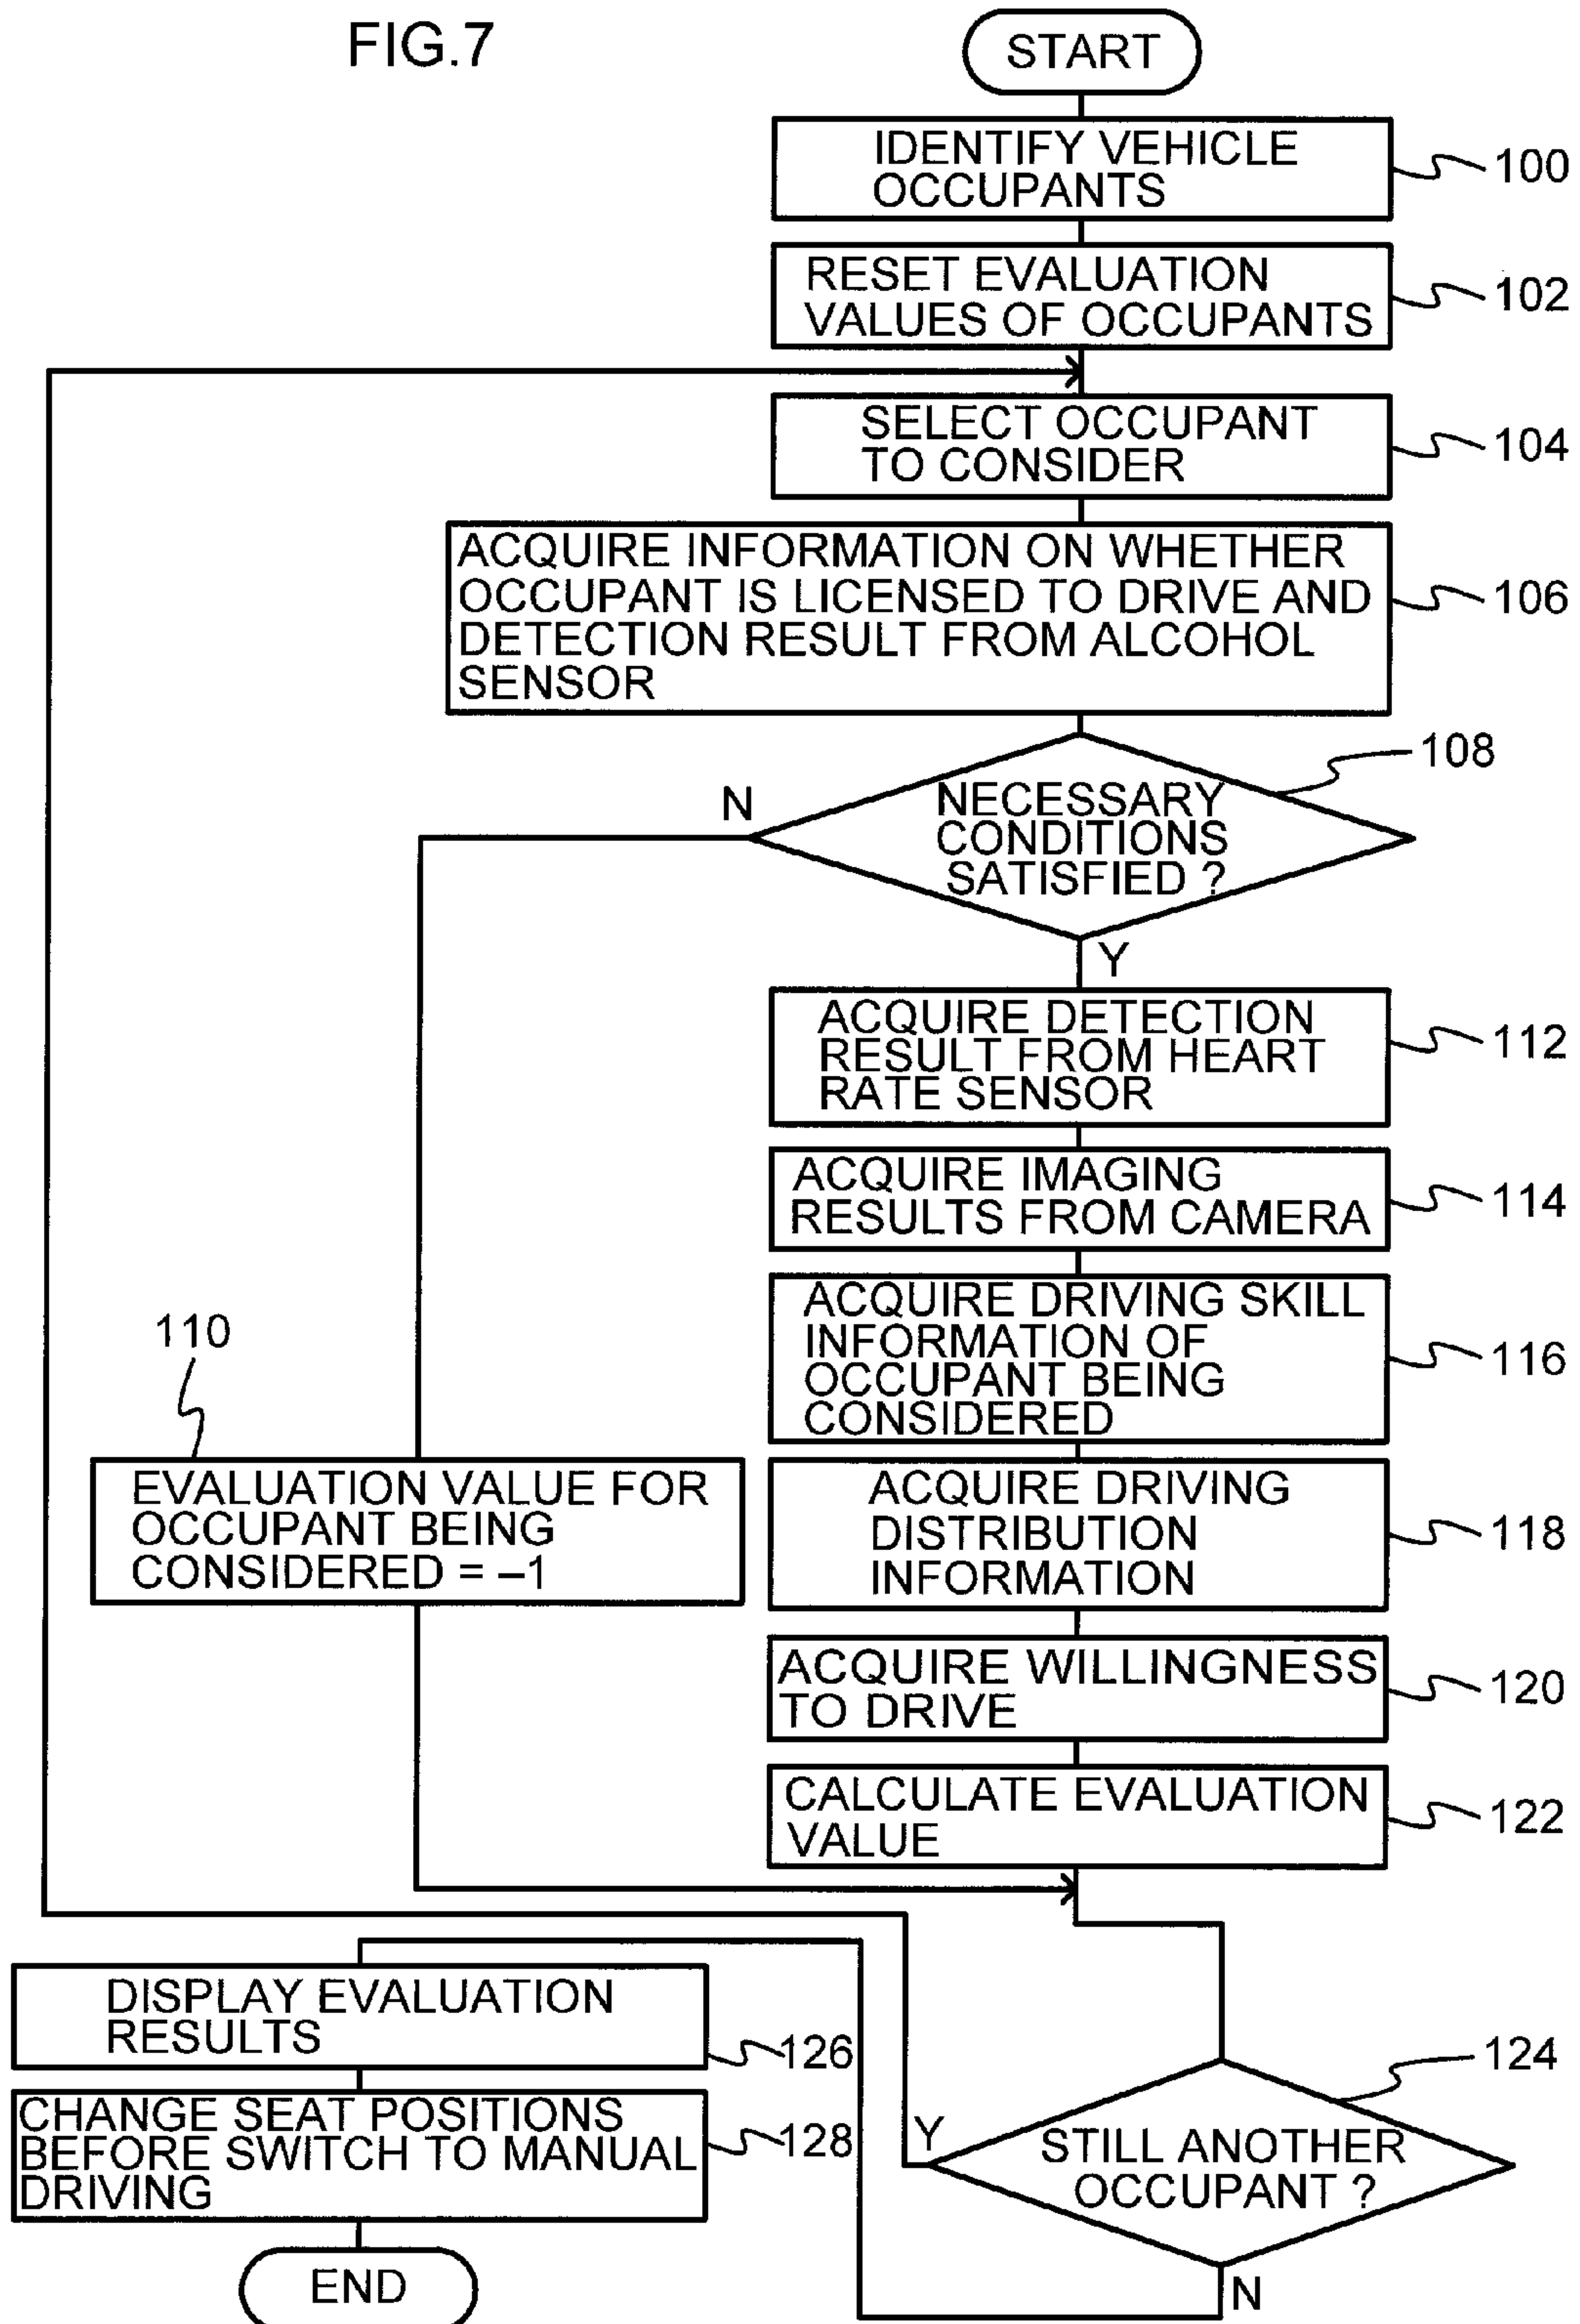 FIG.7
START
IDENTIFY VEHICLE
OCCUPANTS
100
RESET EVALUATION
VALUES OF OCCUPANTS
102
SELECT OCCUPANT
TO CONSIDER
104
ACQUIRE INFORMATION ON WHETHER
OCCUPANT IS LICENSED TO DRIVE AND
DETECTION RESULT FROM ALCOHOL
SENSOR
106
NECESSARY
CONDITIONS
SATISFIED ?
108
N
Y
ACQUIRE DETECTION
RESULT FROM HEART
RATE SENSOR
112
ACQUIRE IMAGING
RESULTS FROM CAMERA
114
ACQUIRE DRIVING SKILL
INFORMATION OF
OCCUPANT BEING
CONSIDERED
116
110
EVALUATION VALUE FOR
OCCUPANT BEING
CONSIDERED = –1
ACQUIRE DRIVING
DISTRIBUTION
INFORMATION
118
ACQUIRE WILLINGNESS
TO DRIVE
120
CALCULATE EVALUATION
VALUE
122
STILL ANOTHER
OCCUPANT ?
124
Y
N
DISPLAY EVALUATION
RESULTS
126
CHANGE SEAT POSITIONS
BEFORE SWITCH TO MANUAL
DRIVING
128
END